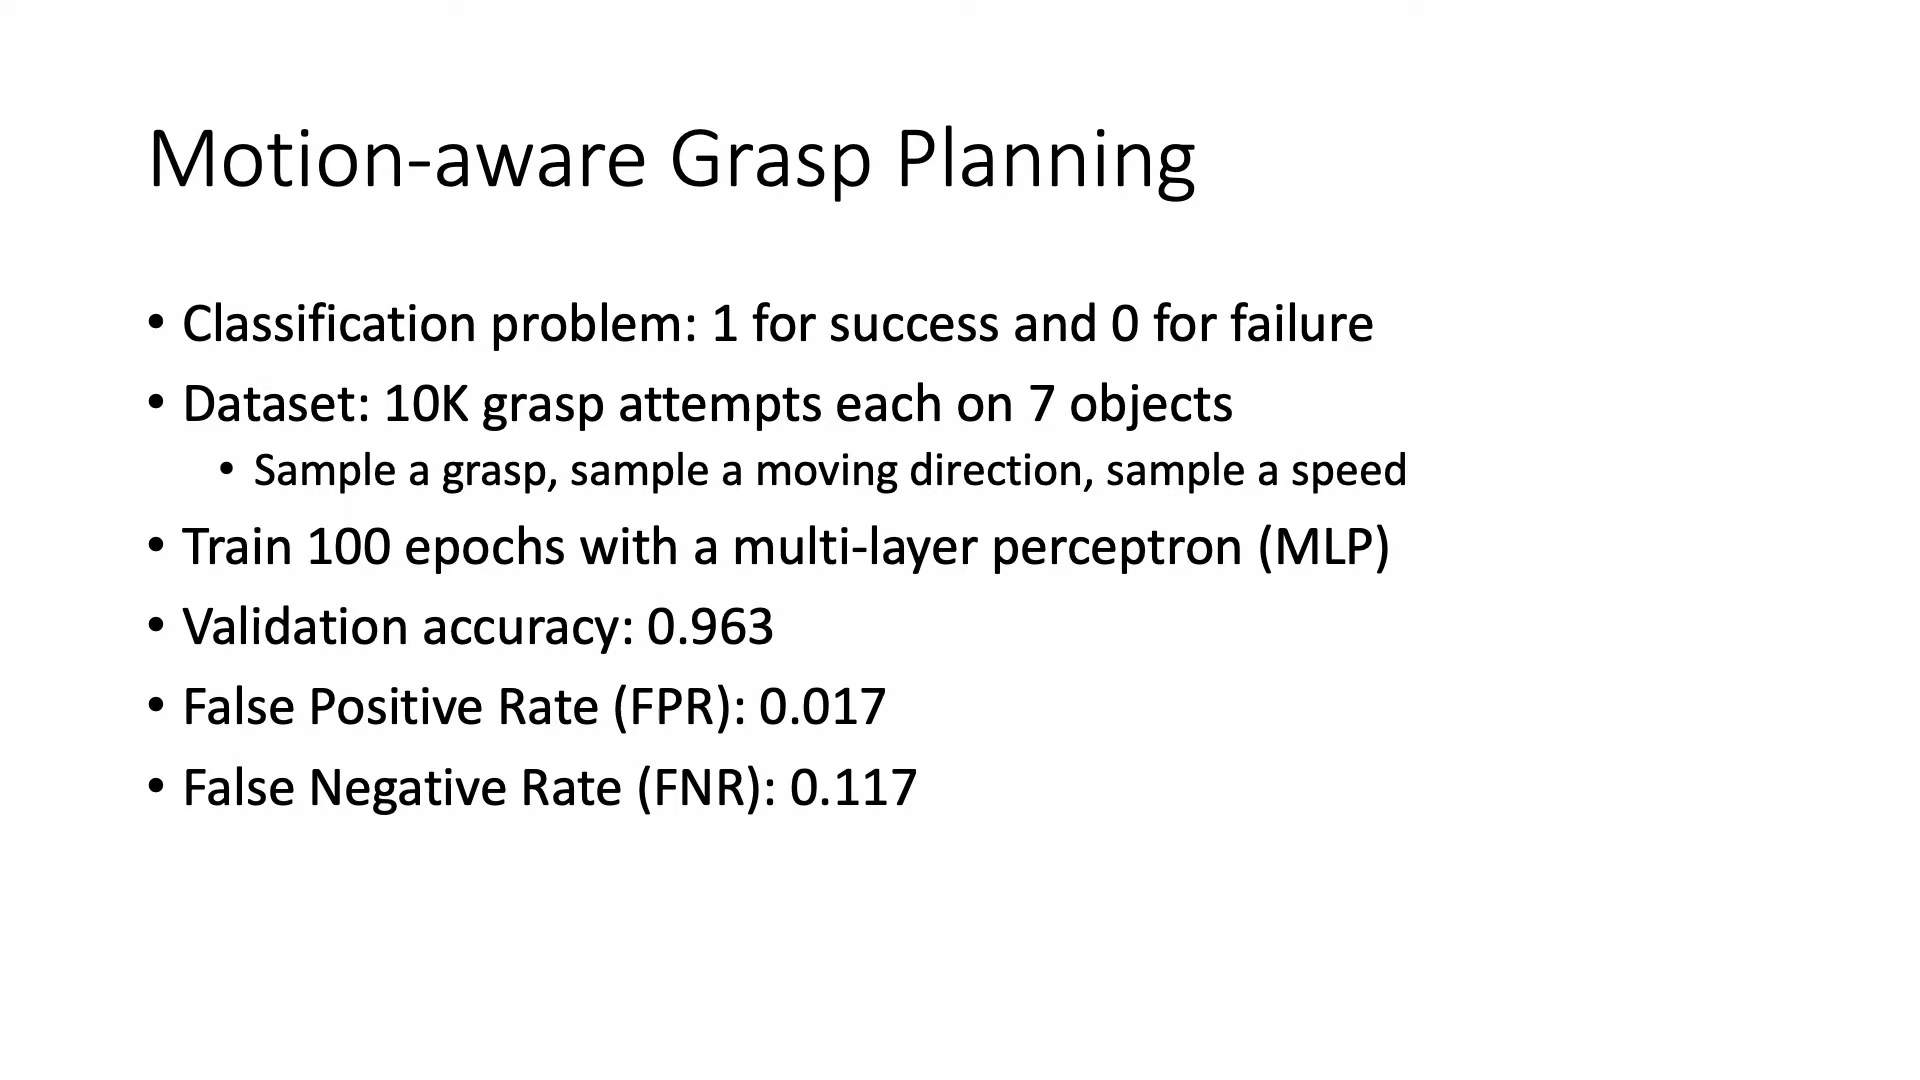 Motion-aware Grasp Planning
• Classification problem: 1 for success and 0 for failure
• Dataset: 10K grasp attempts each on 7 objects
• Sample a grasp, sample a moving direction, sample a speed
• Train 100 epochs with a multi-layer perceptron (MLP)
• Validation accuracy: 0.963
• False Positive Rate (FPR): 0.017
• False Negative Rate (FNR): 0.117